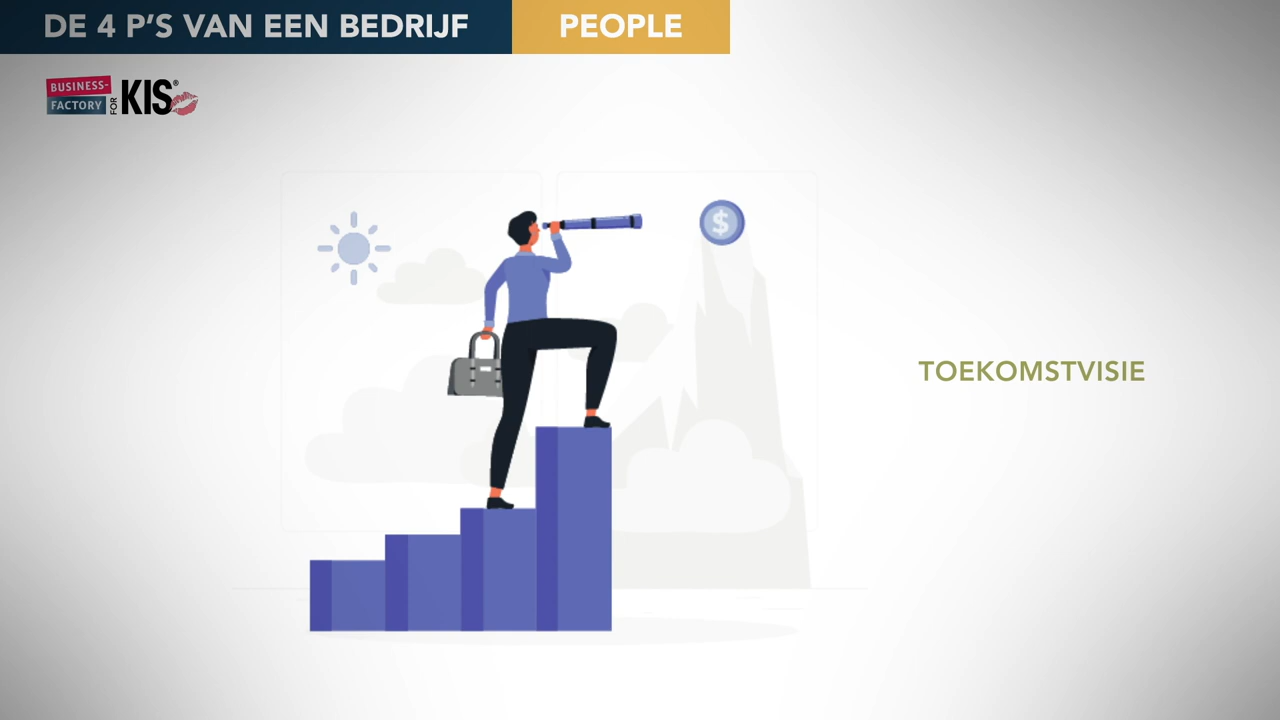 DE 4 P'S VAN EEN BEDRIJF
PEOPLE
BUSINESS-
FACTORY
FOR
KIS®
$
TOEKOMSTVISIE